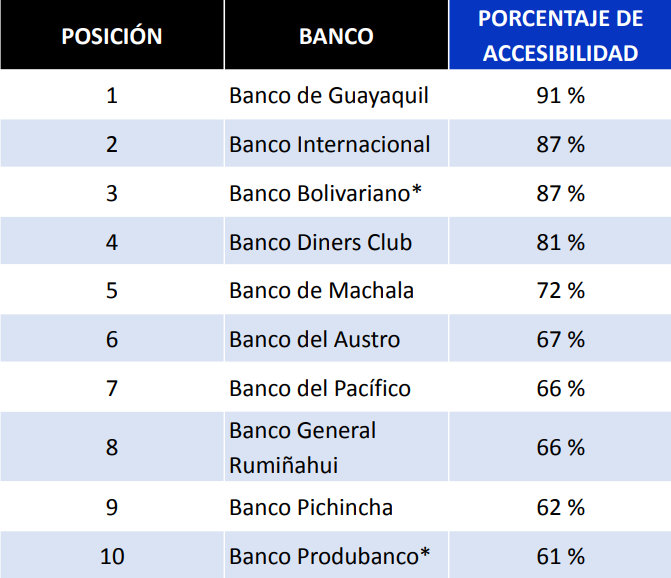 POSICIÓN BANCO PORCENTAJE DE
ACCESIBILIDAD
1 Banco de Guayaquil 91 %
2 Banco Internacional 87 %
3 Banco Bolivariano* 87 %
4 Banco Diners Club 81 %
5 Banco de Machala 72 %
6 Banco del Austro 67 %
7 Banco del Pacífico 66 %
8 Banco General
Rumiñahui 66 %
9 Banco Pichincha 62 %
10 Banco Produbanco* 61 %